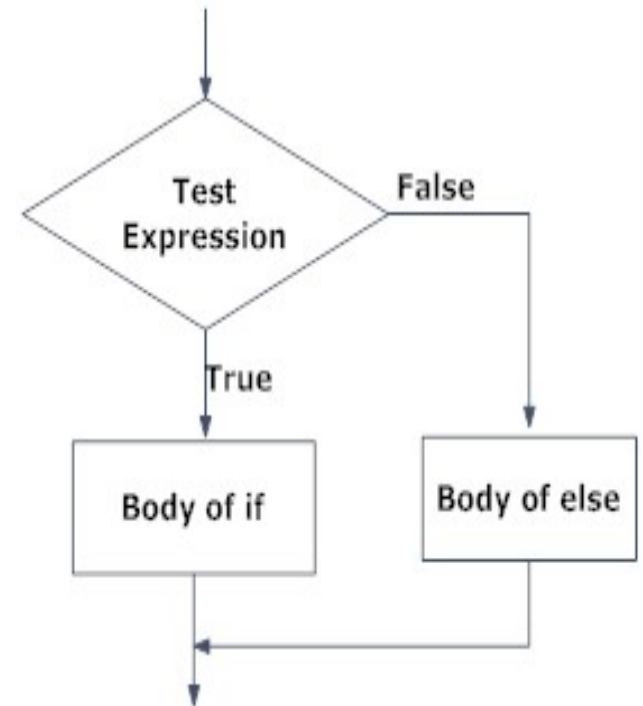 Test
Expression
False
True
Body of if
Body of else